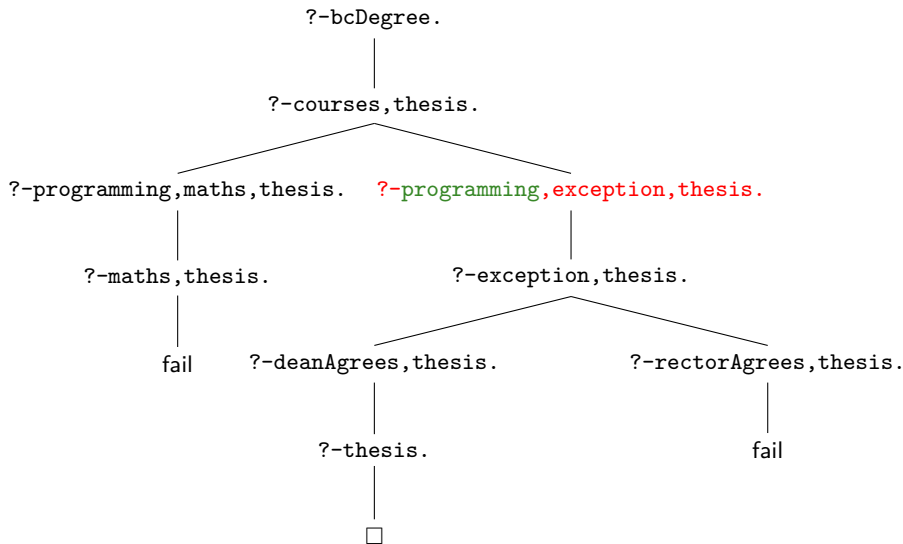 ?-bcDegree.
?-courses,thesis.
?-programming,maths,thesis.
?-programming,exception,thesis.
?-maths,thesis.
?-exception,thesis.
fail
?-deanAgrees,thesis.
?-rectorAgrees,thesis.
?-thesis.
fail
□